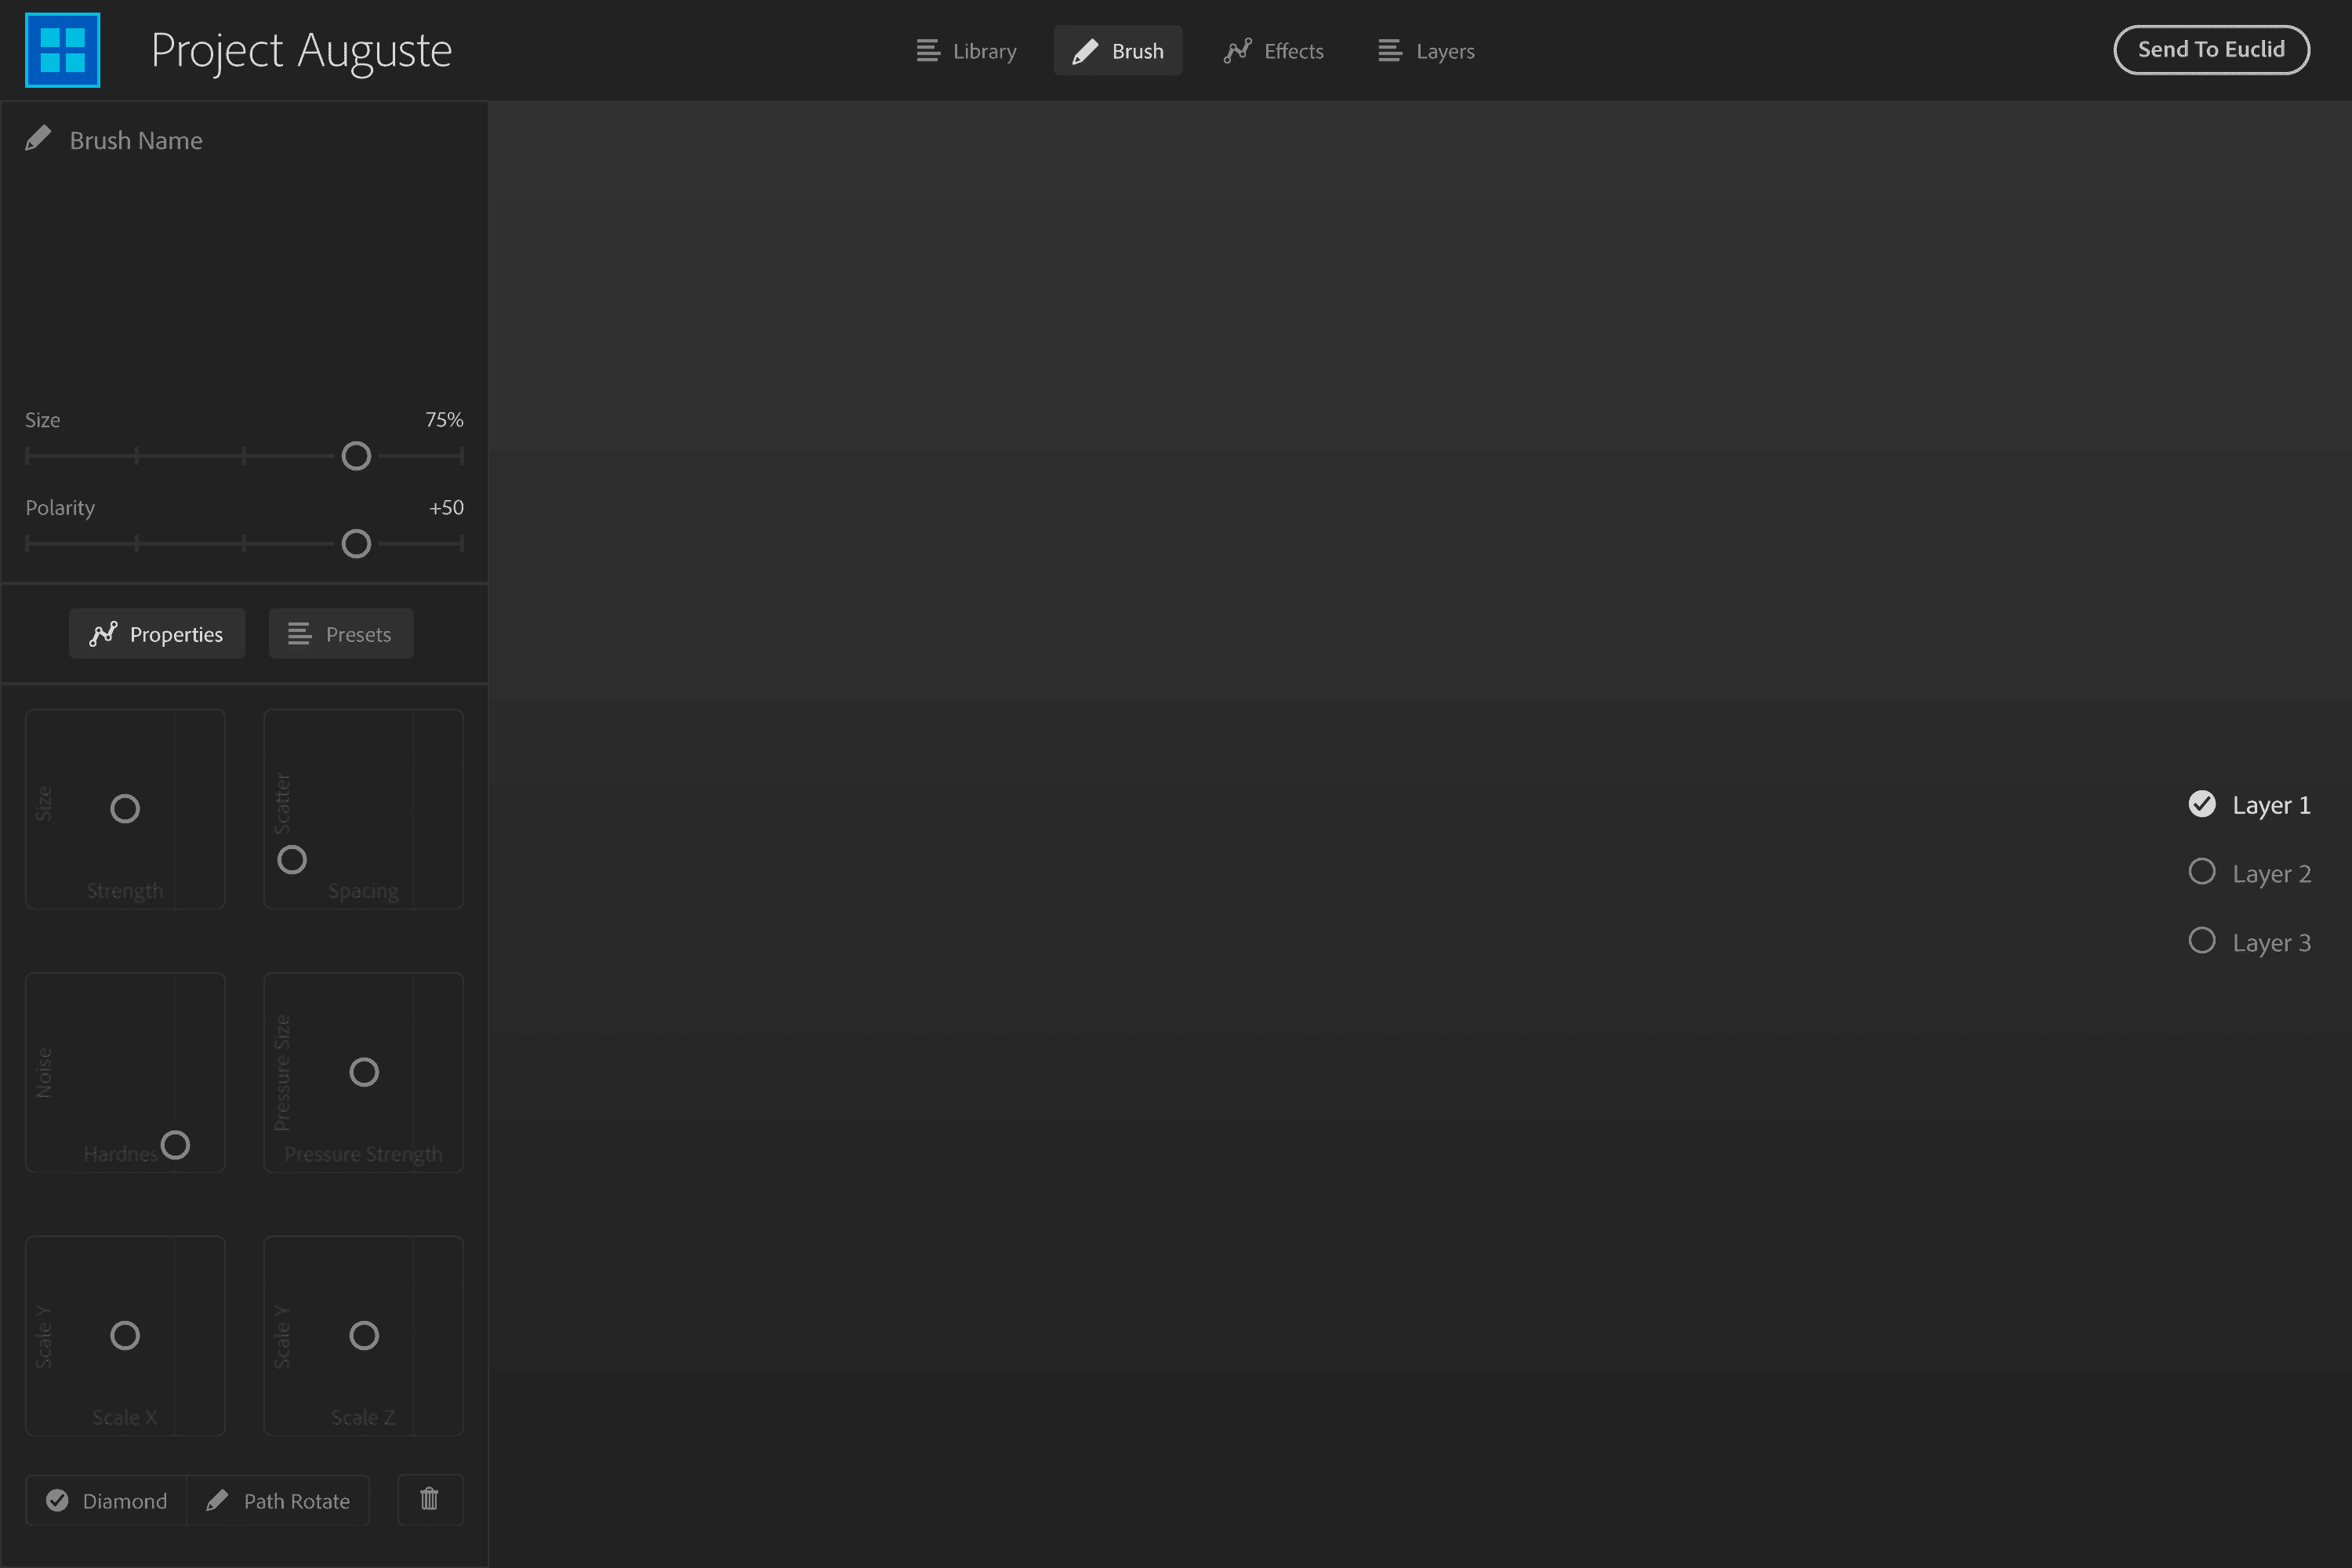 Project Auguste
Library
Brush
Effects
Layers
Send To Euclid
Brush Name
Size
75%
Polarity
+50
Properties
Presets
Size
Strength
Scatter
Spacing
Noise
Hardnes
Pressure Size
Pressure Strength
Scale Y
Scale X
Scale Y
Scale Z
Diamond
Path Rotate
Layer 1
Layer 2
Layer 3